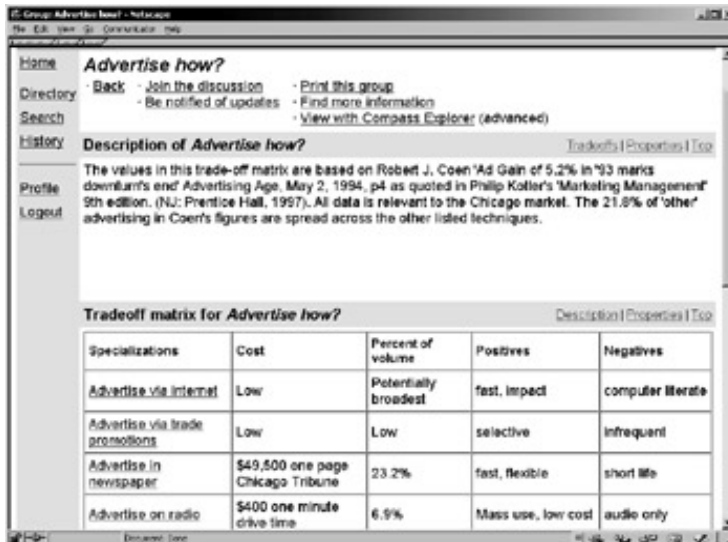 Group: Advertise how? - Netscape
File Edit View Go Communicator Help
Home
Directory
Search
History
Profile
Logout
Advertise how?
· Back · Join the discussion · Print this group
· Be notified of updates · Find more information
· View with Compass Explorer (advanced)
Description of Advertise how?
Tradeoffs | Properties | Top
The values in this trade-off matrix are based on Robert J. Coen 'Ad Gain of 5.2% in '93 marks
downturn's end' Advertising Age, May 2, 1994, p4 as quoted in Philip Kotler's 'Marketing Management'
9th edition. (NJ: Prentice Hall, 1997). All data is relevant to the Chicago market. The 21.8% of 'other'
advertising in Coen's figures are spread across the other listed techniques.
Tradeoff matrix for Advertise how?
Description | Properties | Top
Specializations Cost Percent of volume Positives Negatives
Advertise via internet Low Potentially broadest fast, impact computer literate
Advertise via trade promotions Low Low selective infrequent
Advertise in newspaper $49,500 one page Chicago Tribune 23.2% fast, flexible short life
Advertise on radio $400 one minute drive time 6.9% Mass use, low cost audio only
Document: Done